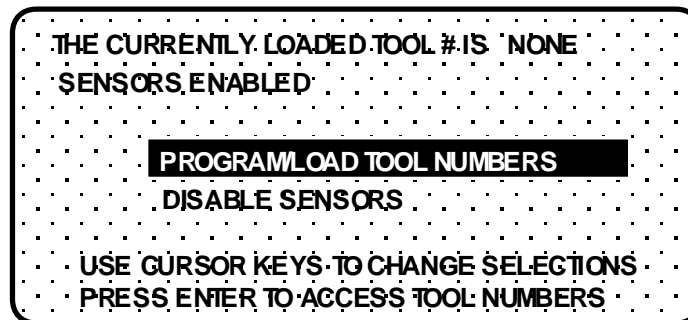 THE CURRENTLY LOADED TOOL # IS NONE
SENSORS ENABLED
PROGRAM/LOAD TOOL NUMBERS
DISABLE SENSORS
USE CURSOR KEYS TO CHANGE SELECTIONS
PRESS ENTER TO ACCESS TOOL NUMBERS